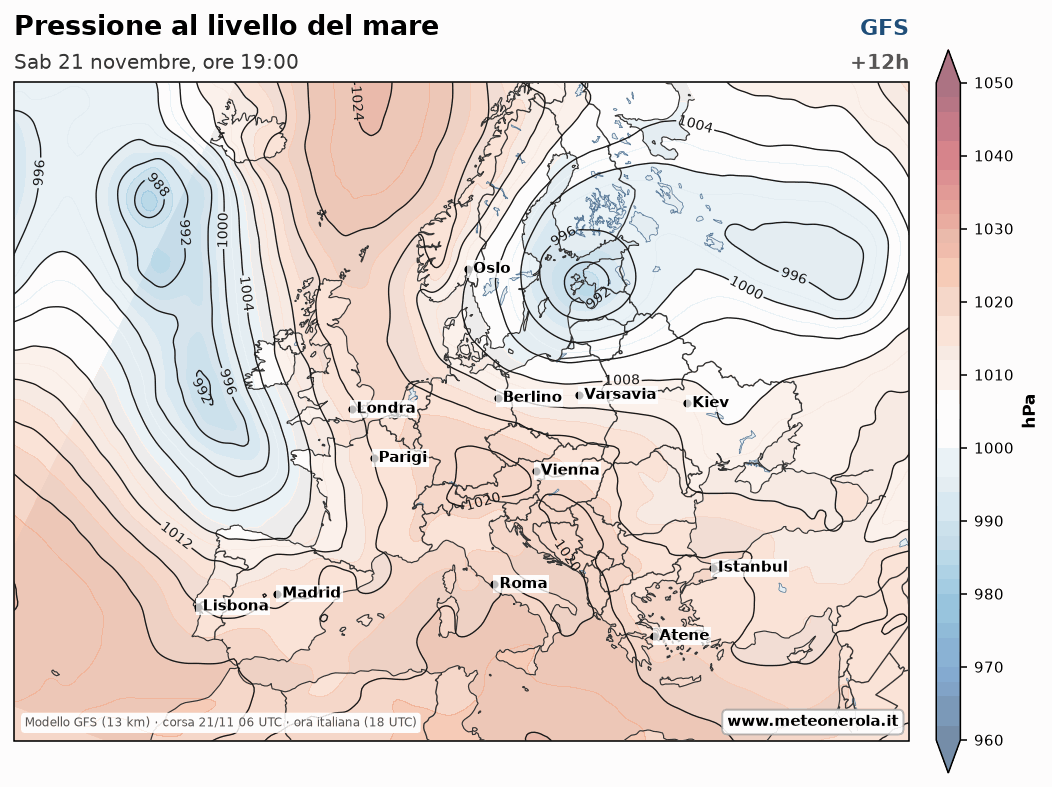 Pressione al livello del mare
GFS
Sab 21 novembre, ore 19:00
+12h
1050
1040
1030
1020
1010
1000
990
980
970
960
hPa
1024
1004
996
988
992
1000
996
Oslo
996
1004
992
1000
992
996
1008
Berlino
Varsavia
Kiev
Londra
Parigi
Vienna
1020
1012
1020
Istanbul
Roma
Madrid
Lisbona
Atene
Modello GFS (13 km) · corsa 21/11 06 UTC · ora italiana (18 UTC)
www.meteonerola.it